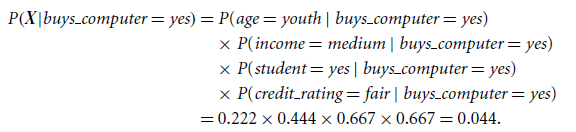 P(X|buys_computer = yes) = P(age = youth | buys_computer = yes)
× P(income = medium | buys_computer = yes)
× P(student = yes | buys_computer = yes)
× P(credit_rating = fair | buys_computer = yes)
= 0.222 × 0.444 × 0.667 × 0.667 = 0.044.